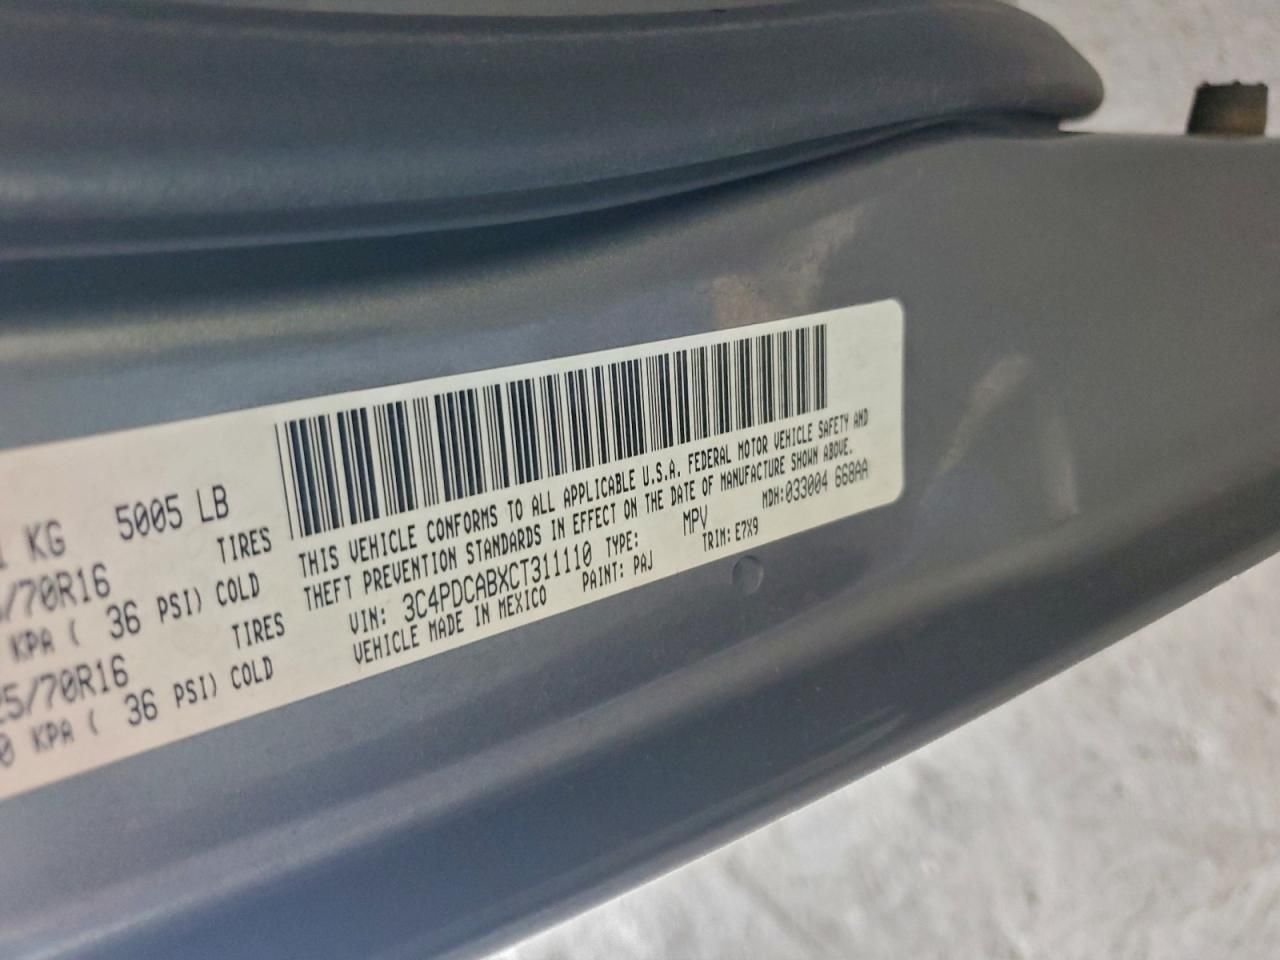 KG 5005 LB
TIRES
/70R16
KPA ( 36 PSI) COLD
TIRES
25/70R16
0 KPA ( 36 PSI) COLD
THIS VEHICLE CONFORMS TO ALL APPLICABLE U.S.A. FEDERAL MOTOR VEHICLE SAFETY AND
THEFT PREVENTION STANDARDS IN EFFECT ON THE DATE OF MANUFACTURE SHOWN ABOVE.
VIN: 3C4PDCABXCT311110 TYPE: MPV MDH:033004 668AA
VEHICLE MADE IN MEXICO PAINT: PAJ TRIM: E7X9